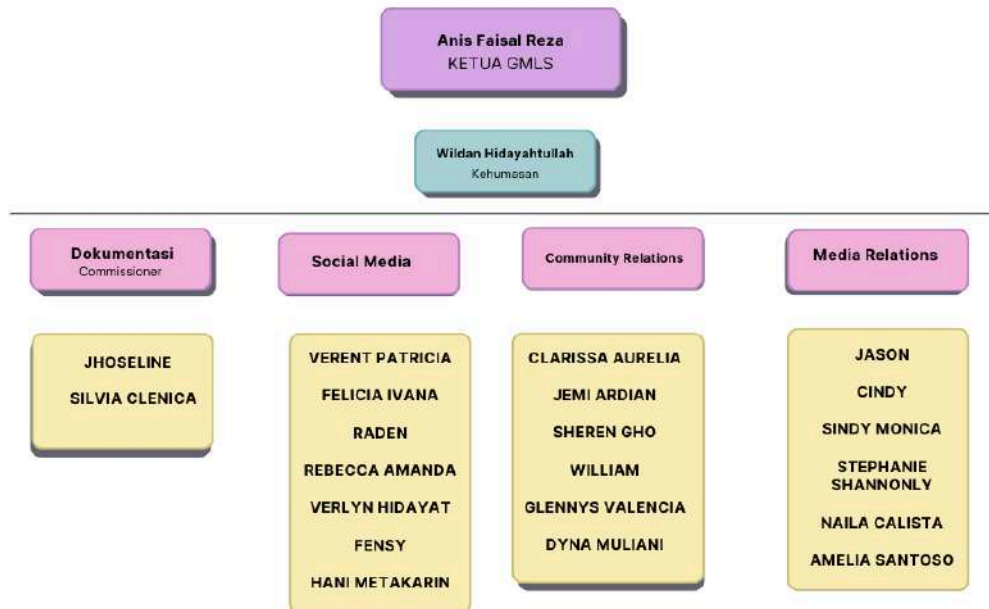 Anis Faisal Reza
KETUA GMLS
Wildan Hidayahtullah
Kehumasan
Dokumentasi
Commissioner
Social Media
Community Relations
Media Relations
JHOSELINE
SILVIA CLENICA
VERENT PATRICIA
FELICIA IVANA
RADEN
REBECCA AMANDA
VERLYN HIDAYAT
FENSY
HANI METAKARIN
CLARISSA AURELIA
JEMI ARDIAN
SHEREN GHO
WILLIAM
GLENNYS VALENCIA
DYNA MULIANI
JASON
CINDY
SINDY MONICA
STEPHANIE
SHANNONLY
NAILA CALISTA
AMELIA SANTOSO